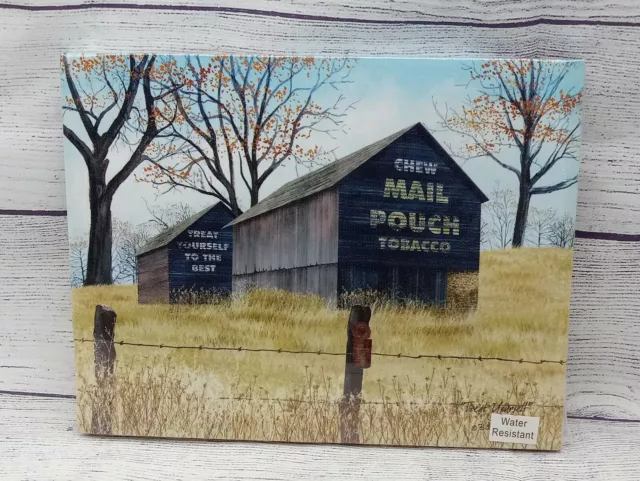 CHEW
MAIL
POUCH
TOBACCO
TREAT
YOURSELF
TO THE
BEST
Water
Resistant